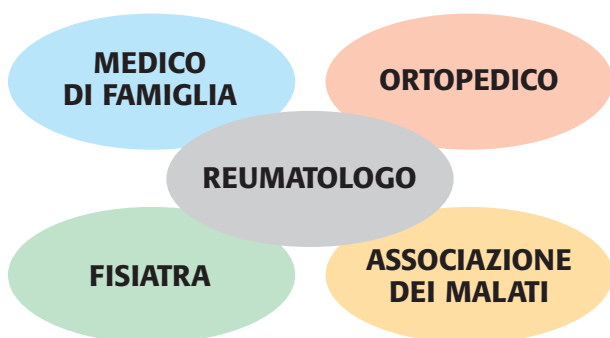 MEDICO
DI FAMIGLIA
ORTOPEDICO
REUMATOLOGO
FISIATRA
ASSOCIAZIONE
DEI MALATI